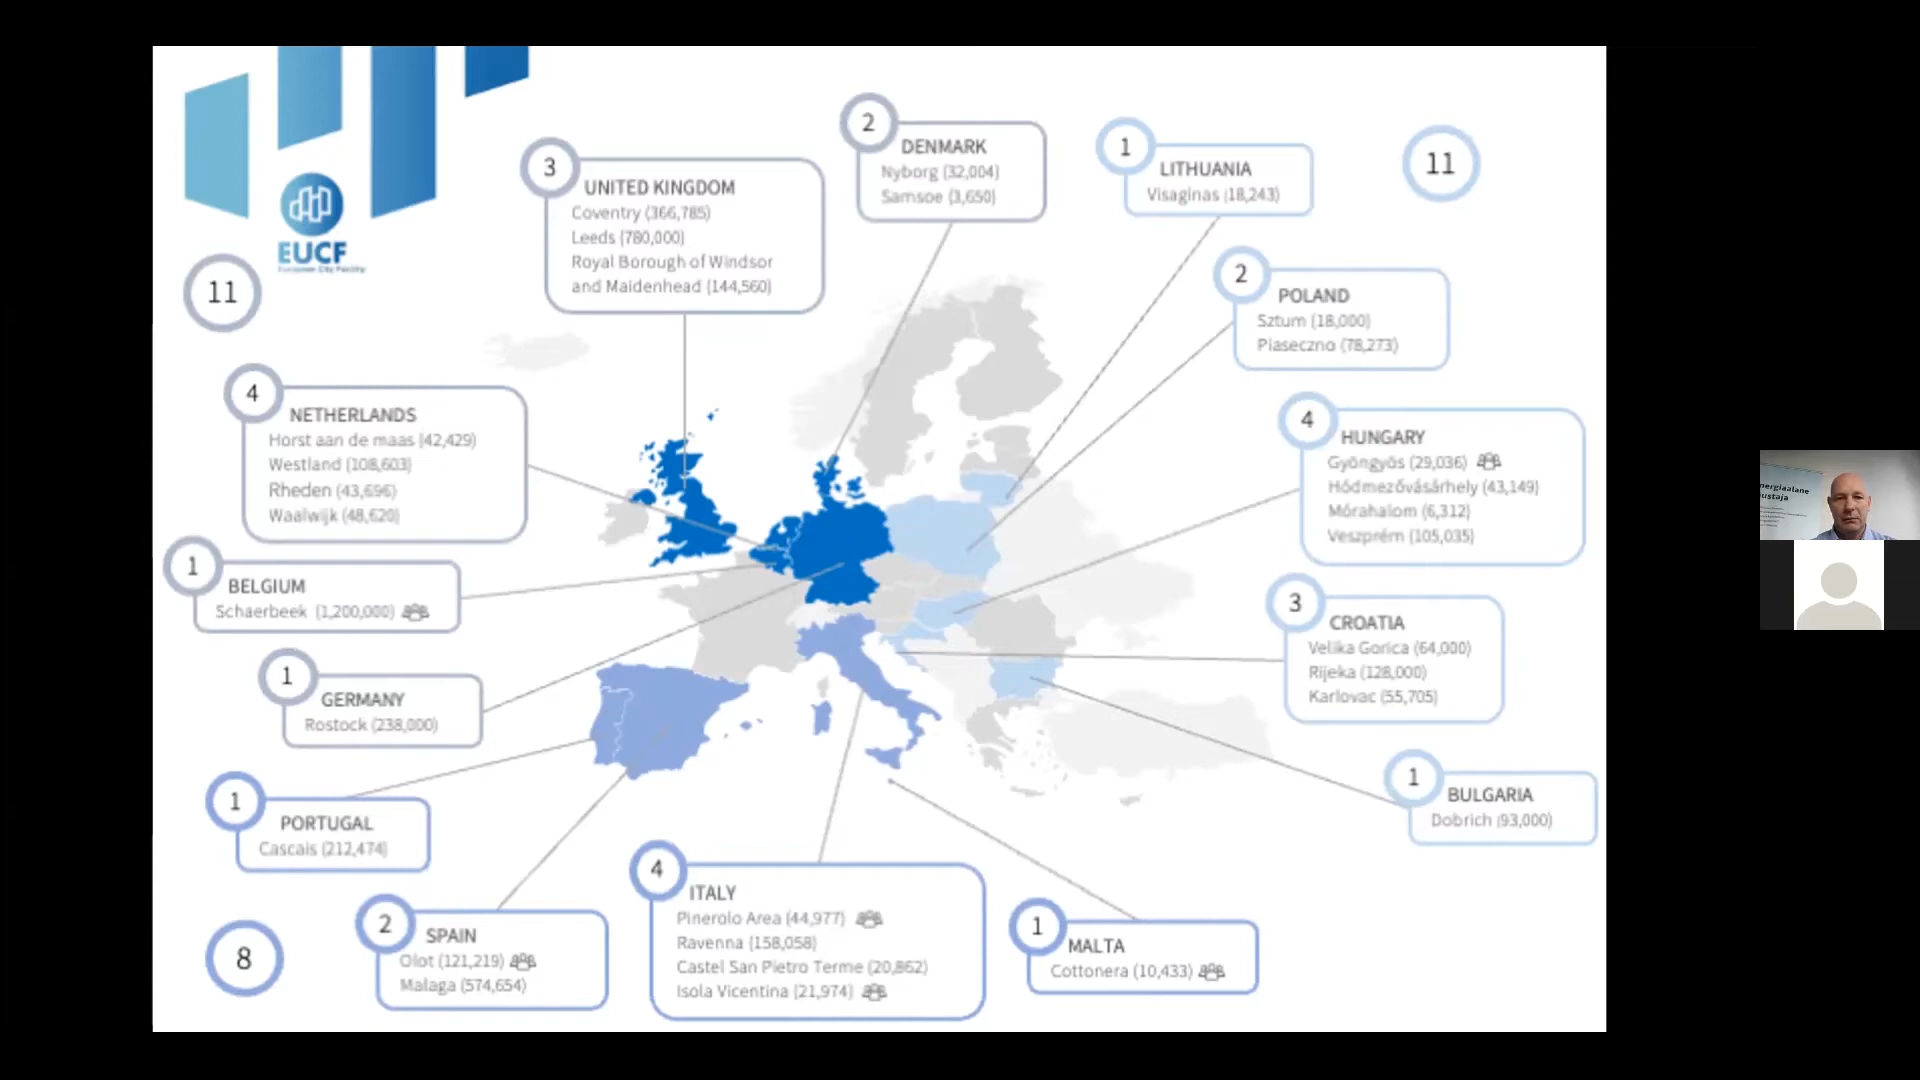 EUCF
European City Facility
11
3
UNITED KINGDOM
Coventry (366,785)
Leeds (780,000)
Royal Borough of Windsor
and Maidenhead (144,560)
2
DENMARK
Nyborg (32,004)
Samsoe (3,650)
1
LITHUANIA
Visaginas (18,243)
11
2
POLAND
Sztum (18,000)
Piaseczno (78,273)
4
NETHERLANDS
Horst aan de maas (42,429)
Westland (108,603)
Rheden (43,696)
Waalwijk (48,620)
4
HUNGARY
Gyöngyös (29,036)
Hódmezővásárhely (43,149)
Mórahalom (6,312)
Veszprém (105,035)
1
BELGIUM
Schaerbeek (1,200,000)
3
CROATIA
Velika Gorica (64,000)
Rijeka (128,000)
Karlovac (55,705)
1
GERMANY
Rostock (238,000)
1
BULGARIA
Dobrich (93,000)
1
PORTUGAL
Cascais (212,474)
8
2
SPAIN
Olot (121,219)
Malaga (574,654)
4
ITALY
Pinerolo Area (44,977)
Ravenna (158,058)
Castel San Pietro Terme (20,862)
Isola Vicentina (21,974)
1
MALTA
Cottonera (10,433)
nergiaalane
ustaja